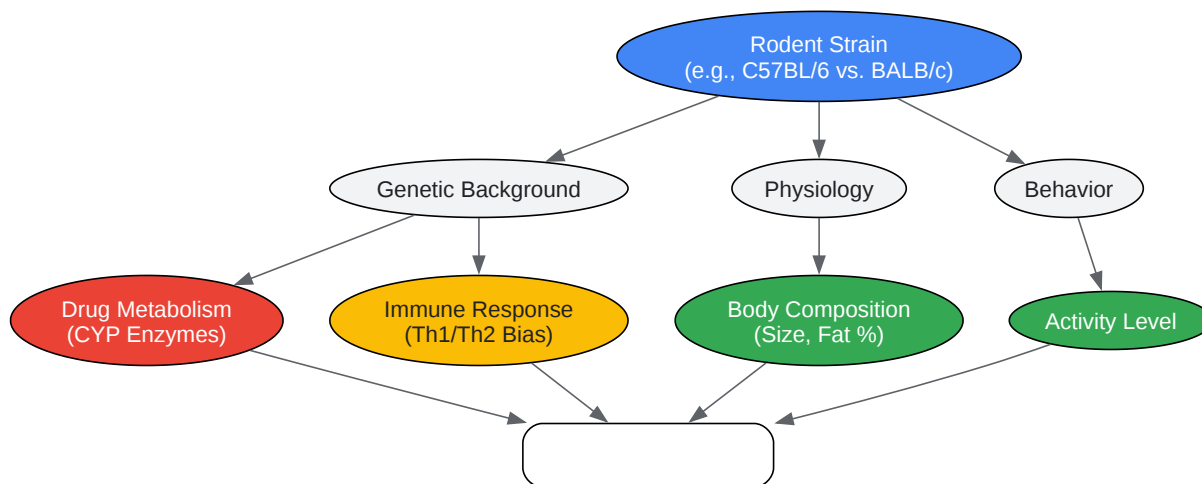 Rodent Strain
(e.g., C57BL/6 vs. BALB/c)
Genetic Background
Physiology
Behavior
Drug Metabolism
(CYP Enzymes)
Immune Response
(Th1/Th2 Bias)
Body Composition
(Size, Fat %)
Activity Level